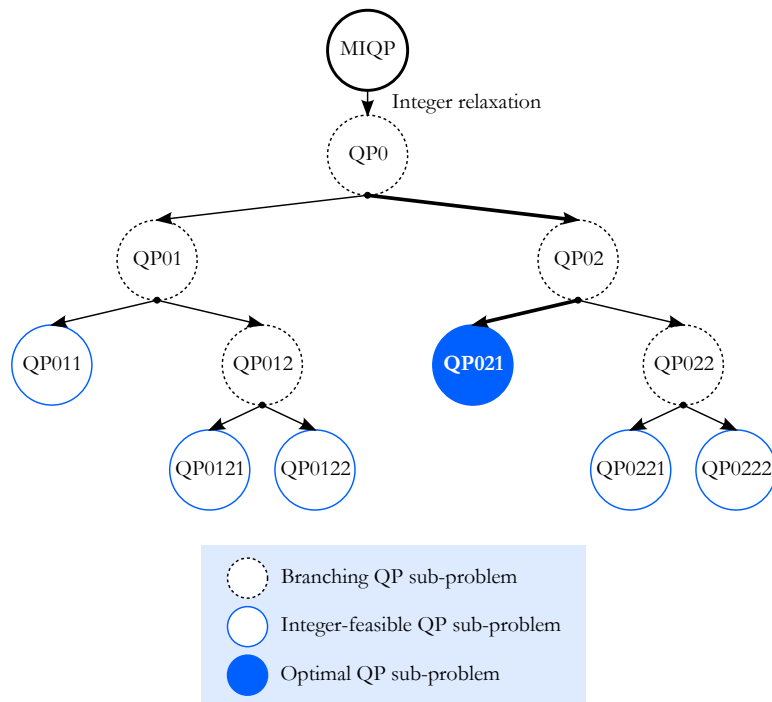 MIQP
Integer relaxation
QP0
QP01
QP02
QP011
QP012
QP021
QP022
QP0121
QP0122
QP0221
QP0222
Branching QP sub-problem
Integer-feasible QP sub-problem
Optimal QP sub-problem